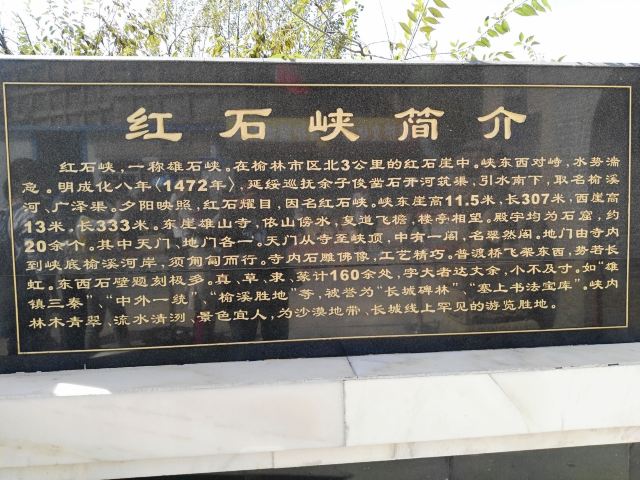 红石峡简介
红石峡，一称雄石峡。在榆林市区北3公里的红石崖中。峡东西对峙，水势湍
急。明成化八年〈1472年〉，延绥巡抚余子俊凿石开河筑渠，引水南下，取名榆溪
河、广泽渠。夕阳映照，红石耀目，因名红石峡。峡东崖高11.5米，长307米，西崖高
13米，长333米。东崖雄山寺，依山傍水，复道飞檐，楼亭相望。殿宇均为石窟，约
20余个。其中天门、地门各一。天门从寺至峡顶，中有一阁，名翠然阁。地门由寺内
到峡底榆溪河岸，须匍匐而行。寺内石雕佛像，工艺精巧。普渡桥飞架东西，势若长
虹。东西石壁题刻极多。真、草、隶、篆计160余处，字大者达丈余，小不及寸。如“雄
镇三秦”、“中外一统”、“榆溪胜地”等，被誉为“长城碑林”、“塞上书法宝库”。峡内
林木青翠、流水清洌、景色宜人，为沙漠地带、长城线上罕见的游览胜地。